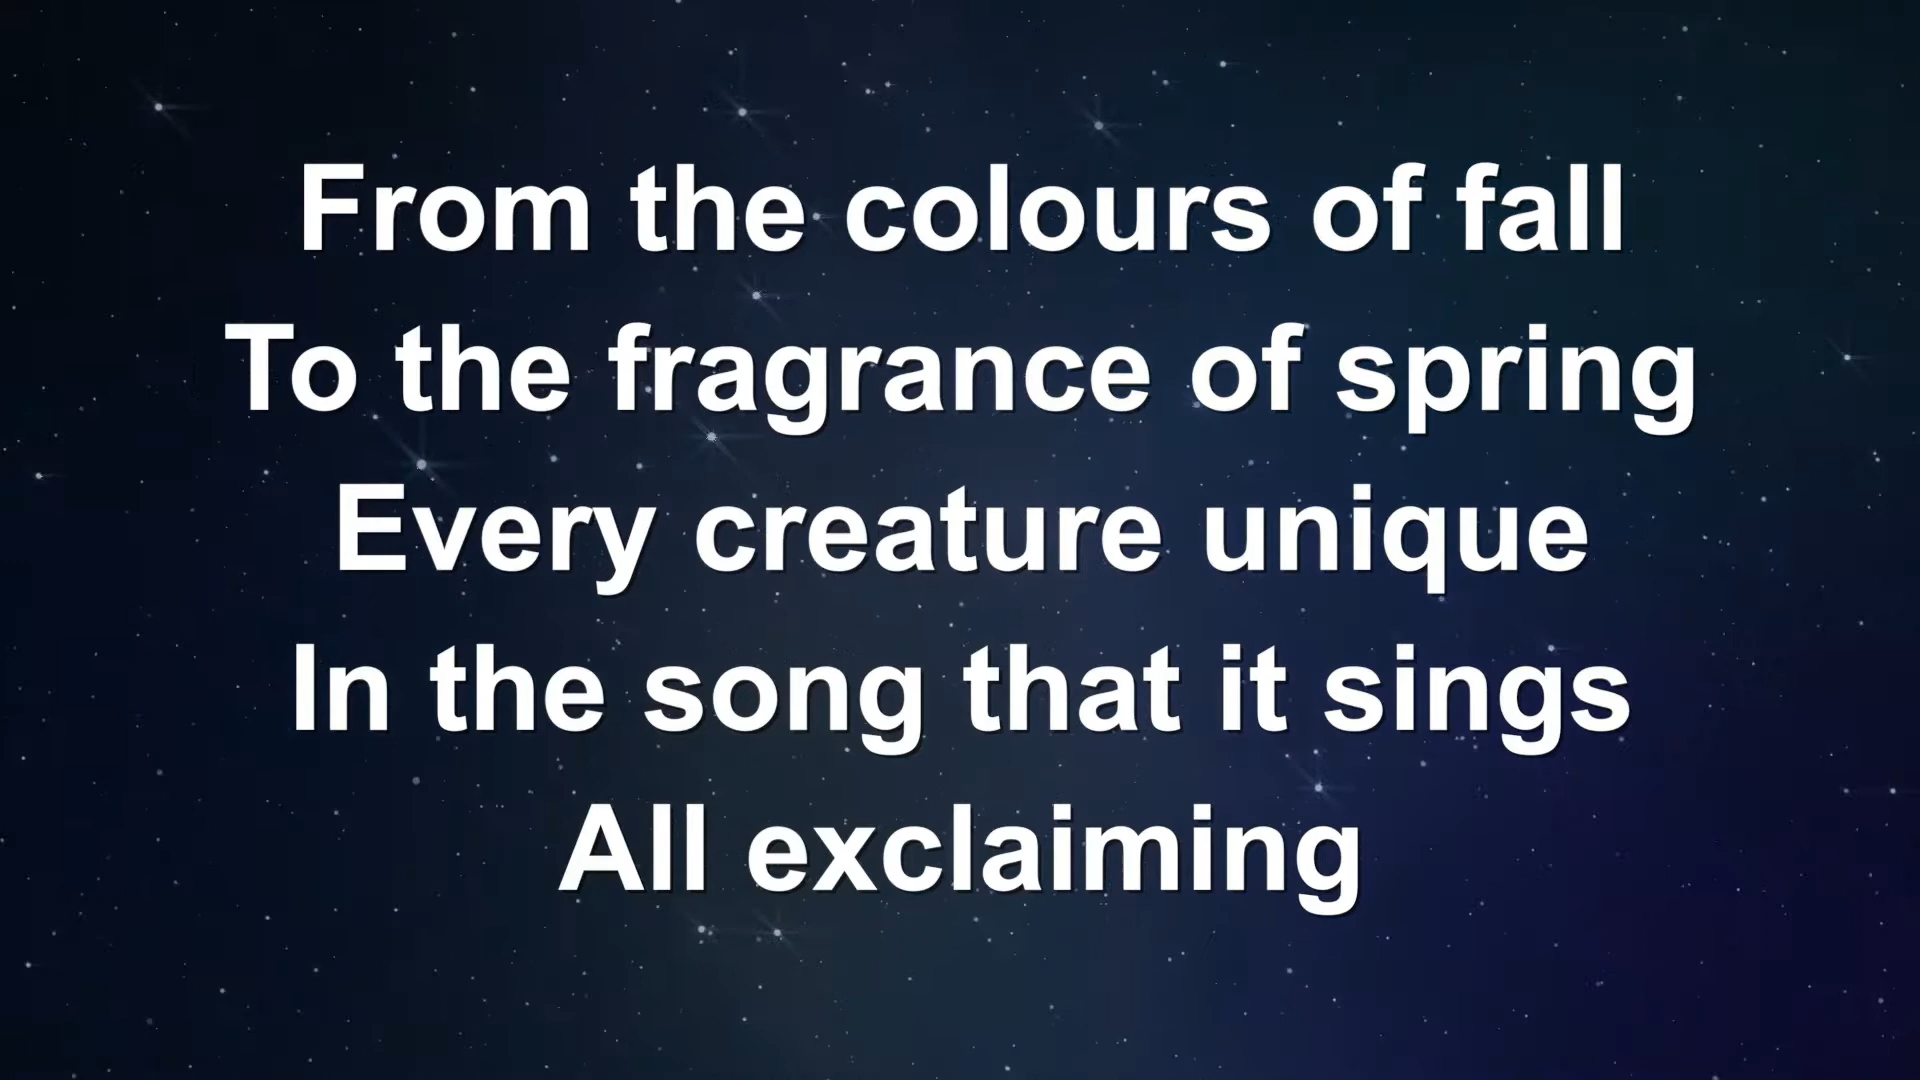 From the colours of fall
To the fragrance of spring
Every creature unique
In the song that it sings
All exclaiming